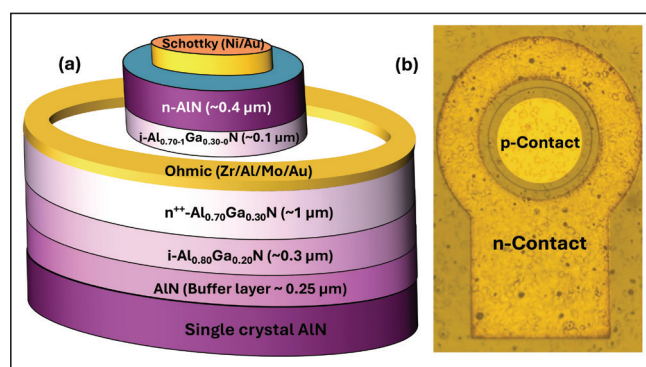 (a)
Schottky (Ni/Au)
n-AlN (~0.4 μm)
i-Al₀.₇₀₋₁Ga₀.₃₀₋₀N (~0.1 μm)
Ohmic (Zr/Al/Mo/Au)
n⁺⁺-Al₀.₇₀Ga₀.₃₀N (~1 μm)
i-Al₀.₈₀Ga₀.₂₀N (~0.3 μm)
AlN (Buffer layer ~ 0.25 μm)
Single crystal AlN
(b)
p-Contact
n-Contact